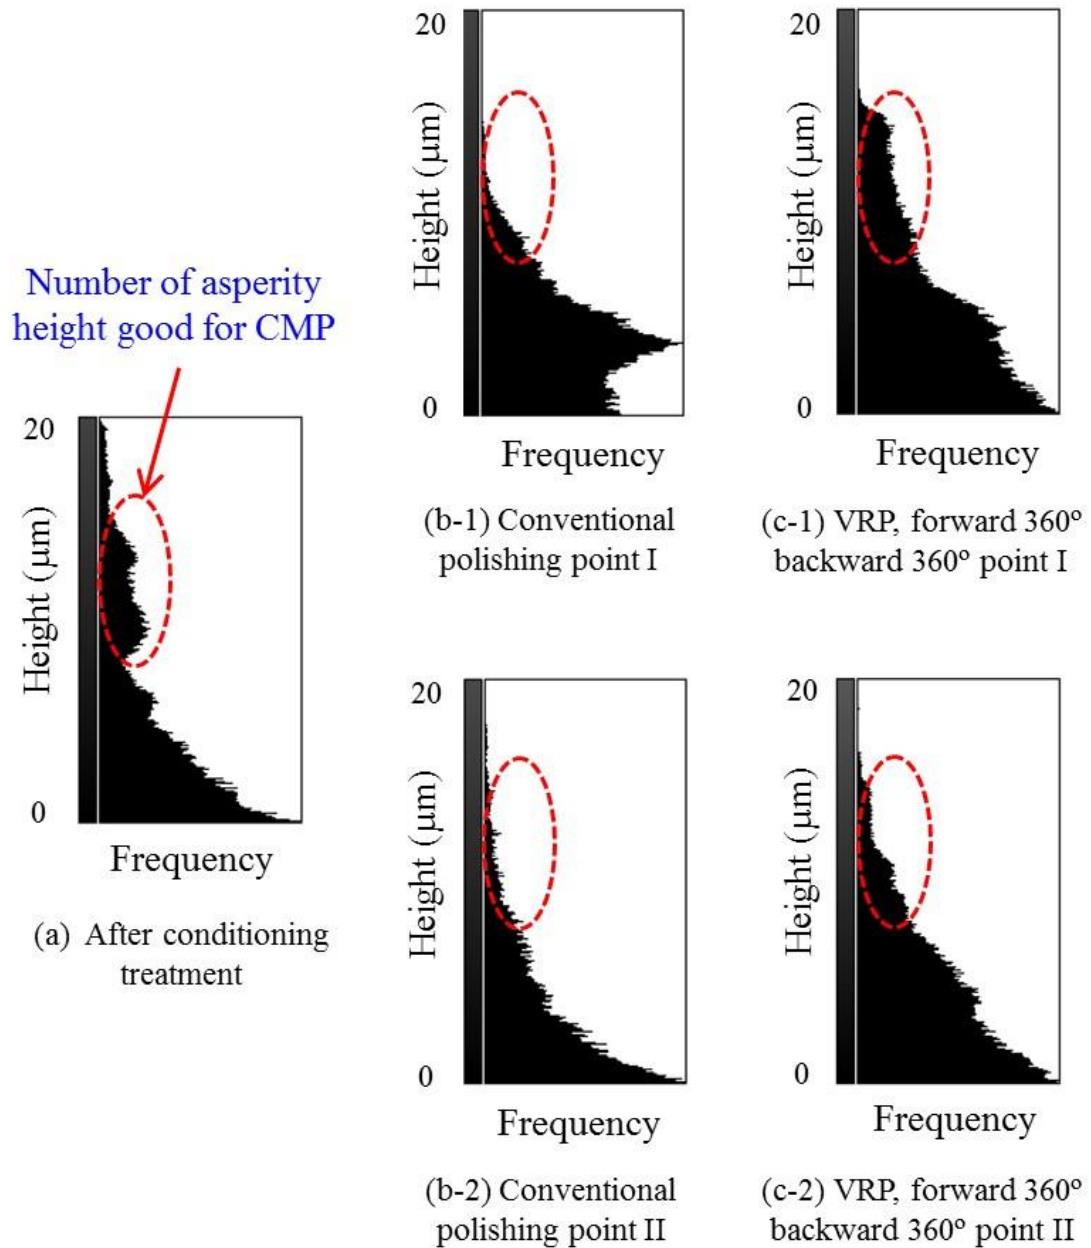 Number of asperity
height good for CMP
20
Height (µm)
0
Frequency
(a) After conditioning
treatment
20
Height (µm)
0
Frequency
(b-1) Conventional
polishing point I
20
Height (µm)
0
Frequency
(c-1) VRP, forward 360°
backward 360° point I
20
Height (µm)
0
Frequency
(b-2) Conventional
polishing point II
20
Height (µm)
0
Frequency
(c-2) VRP, forward 360°
backward 360° point II